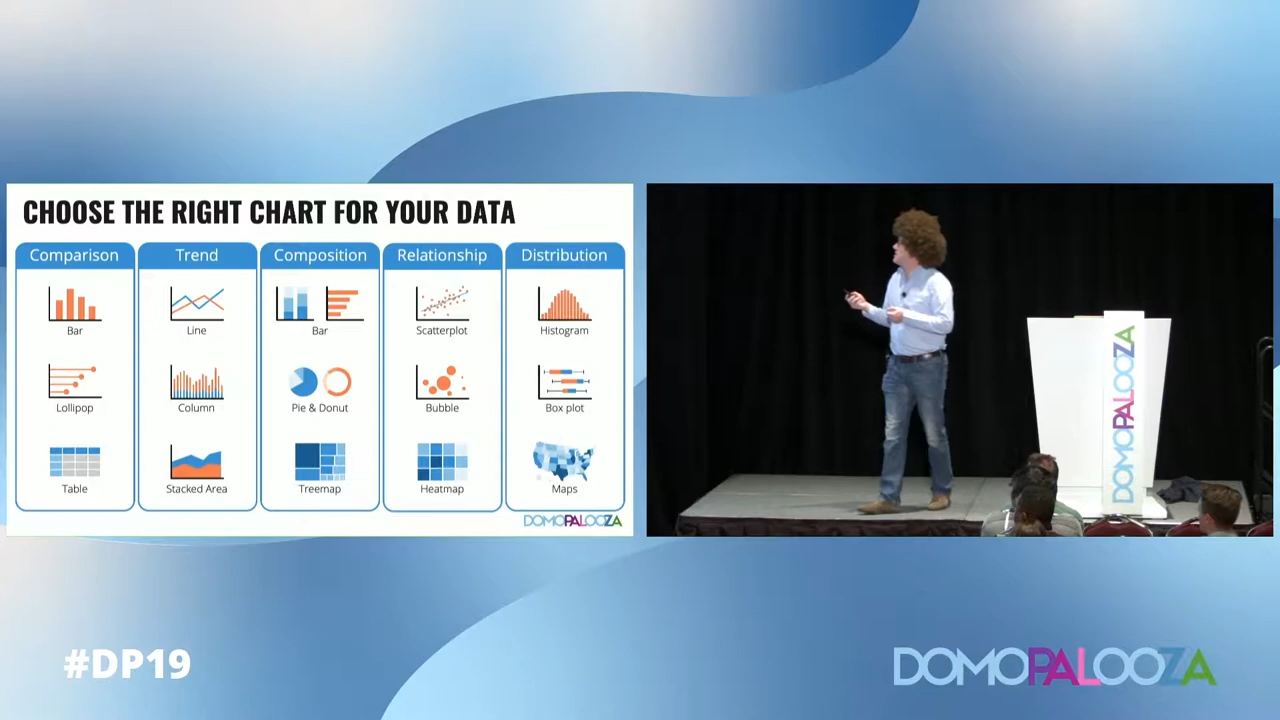 CHOOSE THE RIGHT CHART FOR YOUR DATA
Comparison
Trend
Composition
Relationship
Distribution
Bar
Line
Bar
Scatterplot
Histogram
Lollipop
Column
Pie & Donut
Bubble
Box plot
Table
Stacked Area
Treemap
Heatmap
Maps
DOMOPALOOZA
DOMOPALOOZA
#DP19
DOMOPALOOZA